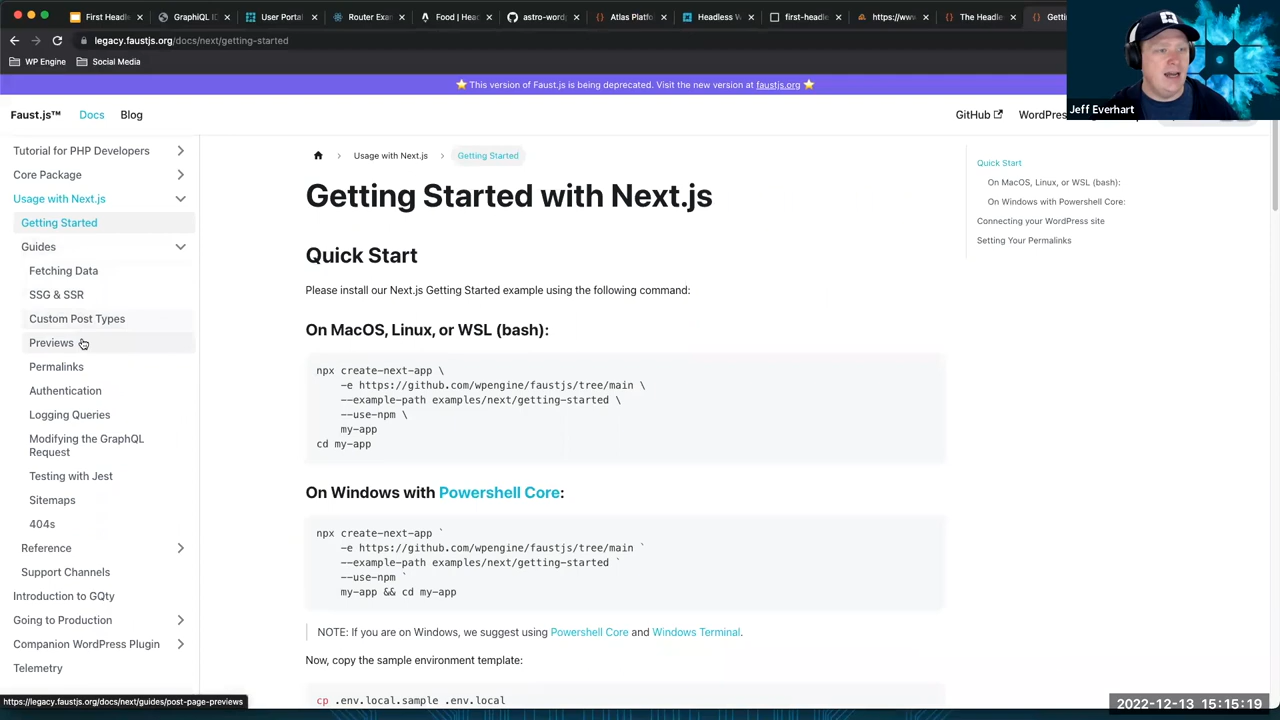 First-Headle
GraphiQL ID
User Portal
Router Exan
Food | Head
astro-word
Atlas Platfo
Headless W
first-headle
https://www
The Headle
Getti
legacy.faustjs.org/docs/next/getting-started
WP Engine
Social Media
⭐ This version of Faust.js is being deprecated. Visit the new version at faustjs.org ⭐
Faust.js™
Docs
Blog
GitHub
Jeff Everhart
Tutorial for PHP Developers
Core Package
Usage with Next.js
Getting Started
Guides
Fetching Data
SSG & SSR
Custom Post Types
Previews
Permalinks
Authentication
Logging Queries
Modifying the GraphQL
Request
Testing with Jest
Sitemaps
404s
Reference
Support Channels
Introduction to GQty
Going to Production
Companion WordPress Plugin
Telemetry
https://legacy.faustjs.org/docs/next/guides/post-page-previews
Usage with Next.js
Getting Started
Getting Started with Next.js
Quick Start
Please install our Next.js Getting Started example using the following command:
On MacOS, Linux, or WSL (bash):
npx create-next-app \
-e https://github.com/wpengine/faustjs/tree/main \
--example-path examples/next/getting-started \
--use-npm \
my-app
cd my-app
On Windows with Powershell Core:
npx create-next-app `
-e https://github.com/wpengine/faustjs/tree/main `
--example-path examples/next/getting-started `
--use-npm `
my-app && cd my-app
NOTE: If you are on Windows, we suggest using Powershell Core and Windows Terminal.
Now, copy the sample environment template:
cp .env.local.sample .env.local
Quick Start
On MacOS, Linux, or WSL (bash):
On Windows with Powershell Core:
Connecting your WordPress site
Setting Your Permalinks
2022-12-13 15:15:19